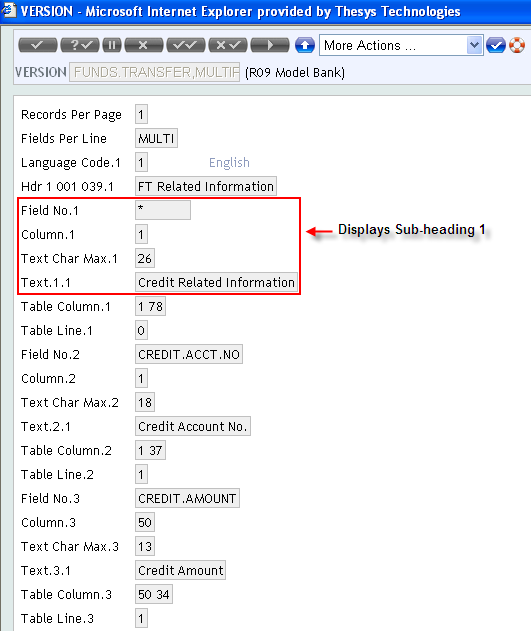 VERSION - Microsoft Internet Explorer provided by Thesys Technologies
More Actions ...
VERSION FUNDS.TRANSFER,MULTIF (R09 Model Bank)
Records Per Page 1
Fields Per Line MULTI
Language Code.1 1 English
Hdr 1 001 039.1 FT Related Information
Field No.1 *
Displays Sub-heading 1
Column.1 1
Text Char Max.1 26
Text.1.1 Credit Related Information
Table Column.1 1 78
Table Line.1 0
Field No.2 CREDIT.ACCT.NO
Column.2 1
Text Char Max.2 18
Text.2.1 Credit Account No.
Table Column.2 1 37
Table Line.2 1
Field No.3 CREDIT.AMOUNT
Column.3 50
Text Char Max.3 13
Text.3.1 Credit Amount
Table Column.3 50 34
Table Line.3 1